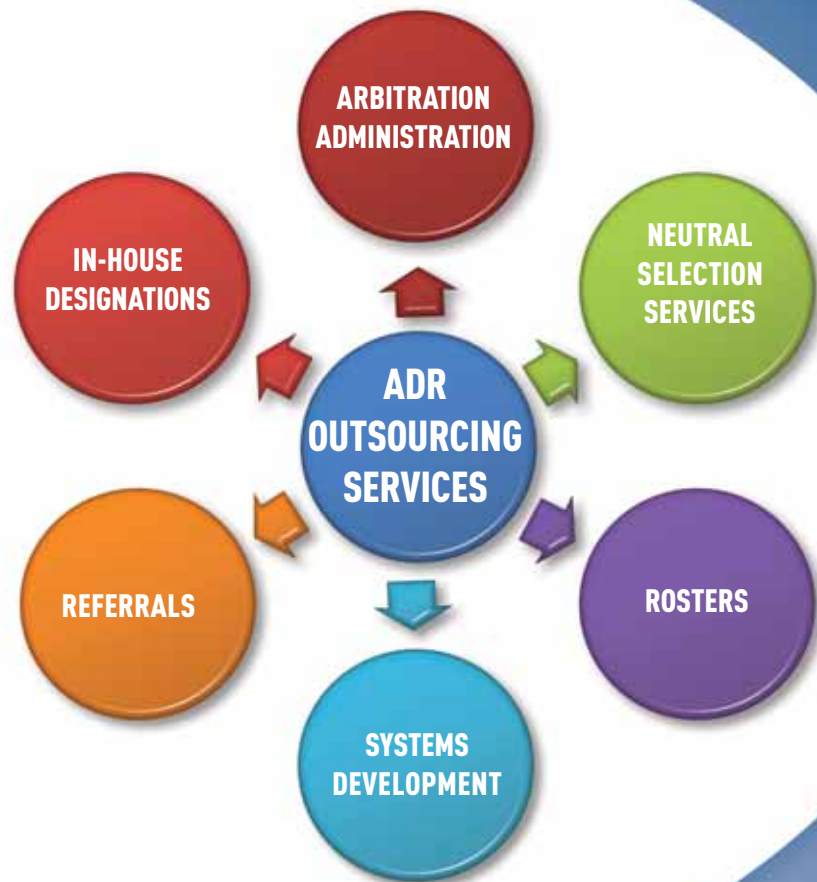 ARBITRATION
ADMINISTRATION
NEUTRAL
SELECTION
SERVICES
ROSTERS
SYSTEMS
DEVELOPMENT
REFERRALS
IN-HOUSE
DESIGNATIONS
ADR
OUTSOURCING
SERVICES